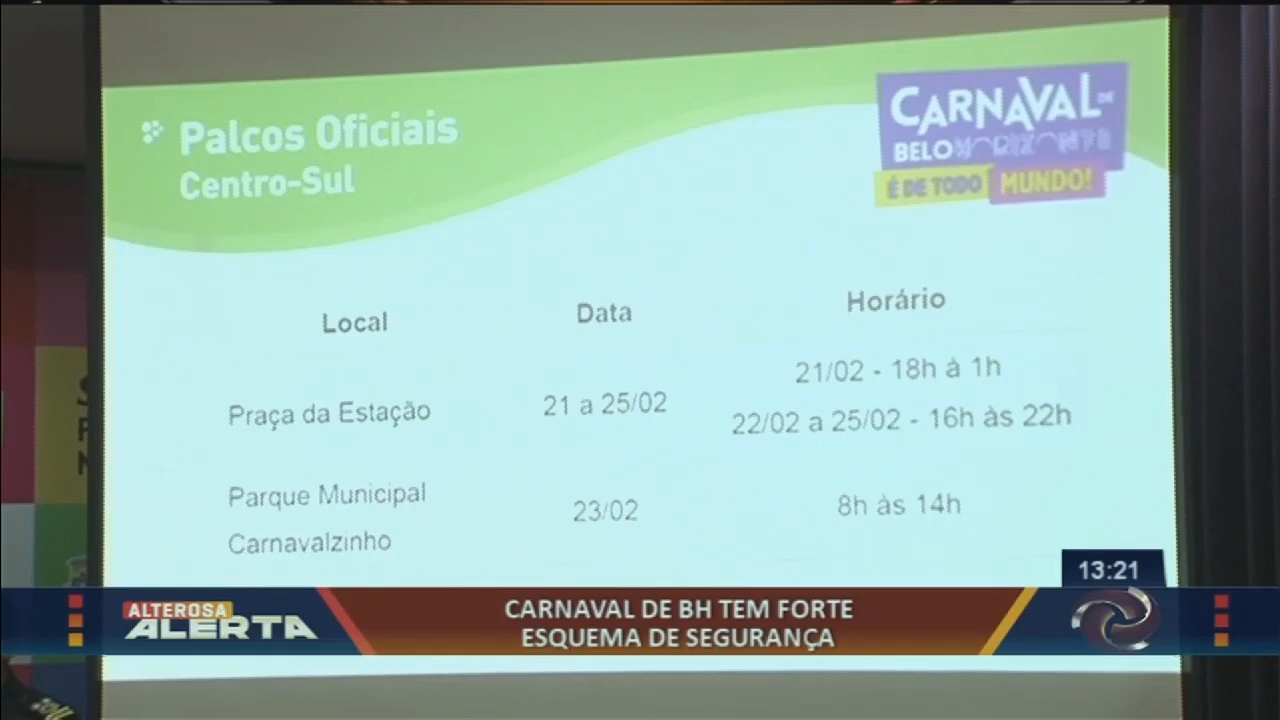 Palcos Oficiais
Centro-Sul
CARNAVAL DE
BELO HORIZONTE
É DE TODO MUNDO!
Local Data Horário
Praça da Estação 21 a 25/02 21/02 - 18h à 1h
22/02 a 25/02 - 16h às 22h
Parque Municipal 23/02 8h às 14h
Carnavalzinho
13:21
ALTEROSA
ALERTA
CARNAVAL DE BH TEM FORTE
ESQUEMA DE SEGURANÇA